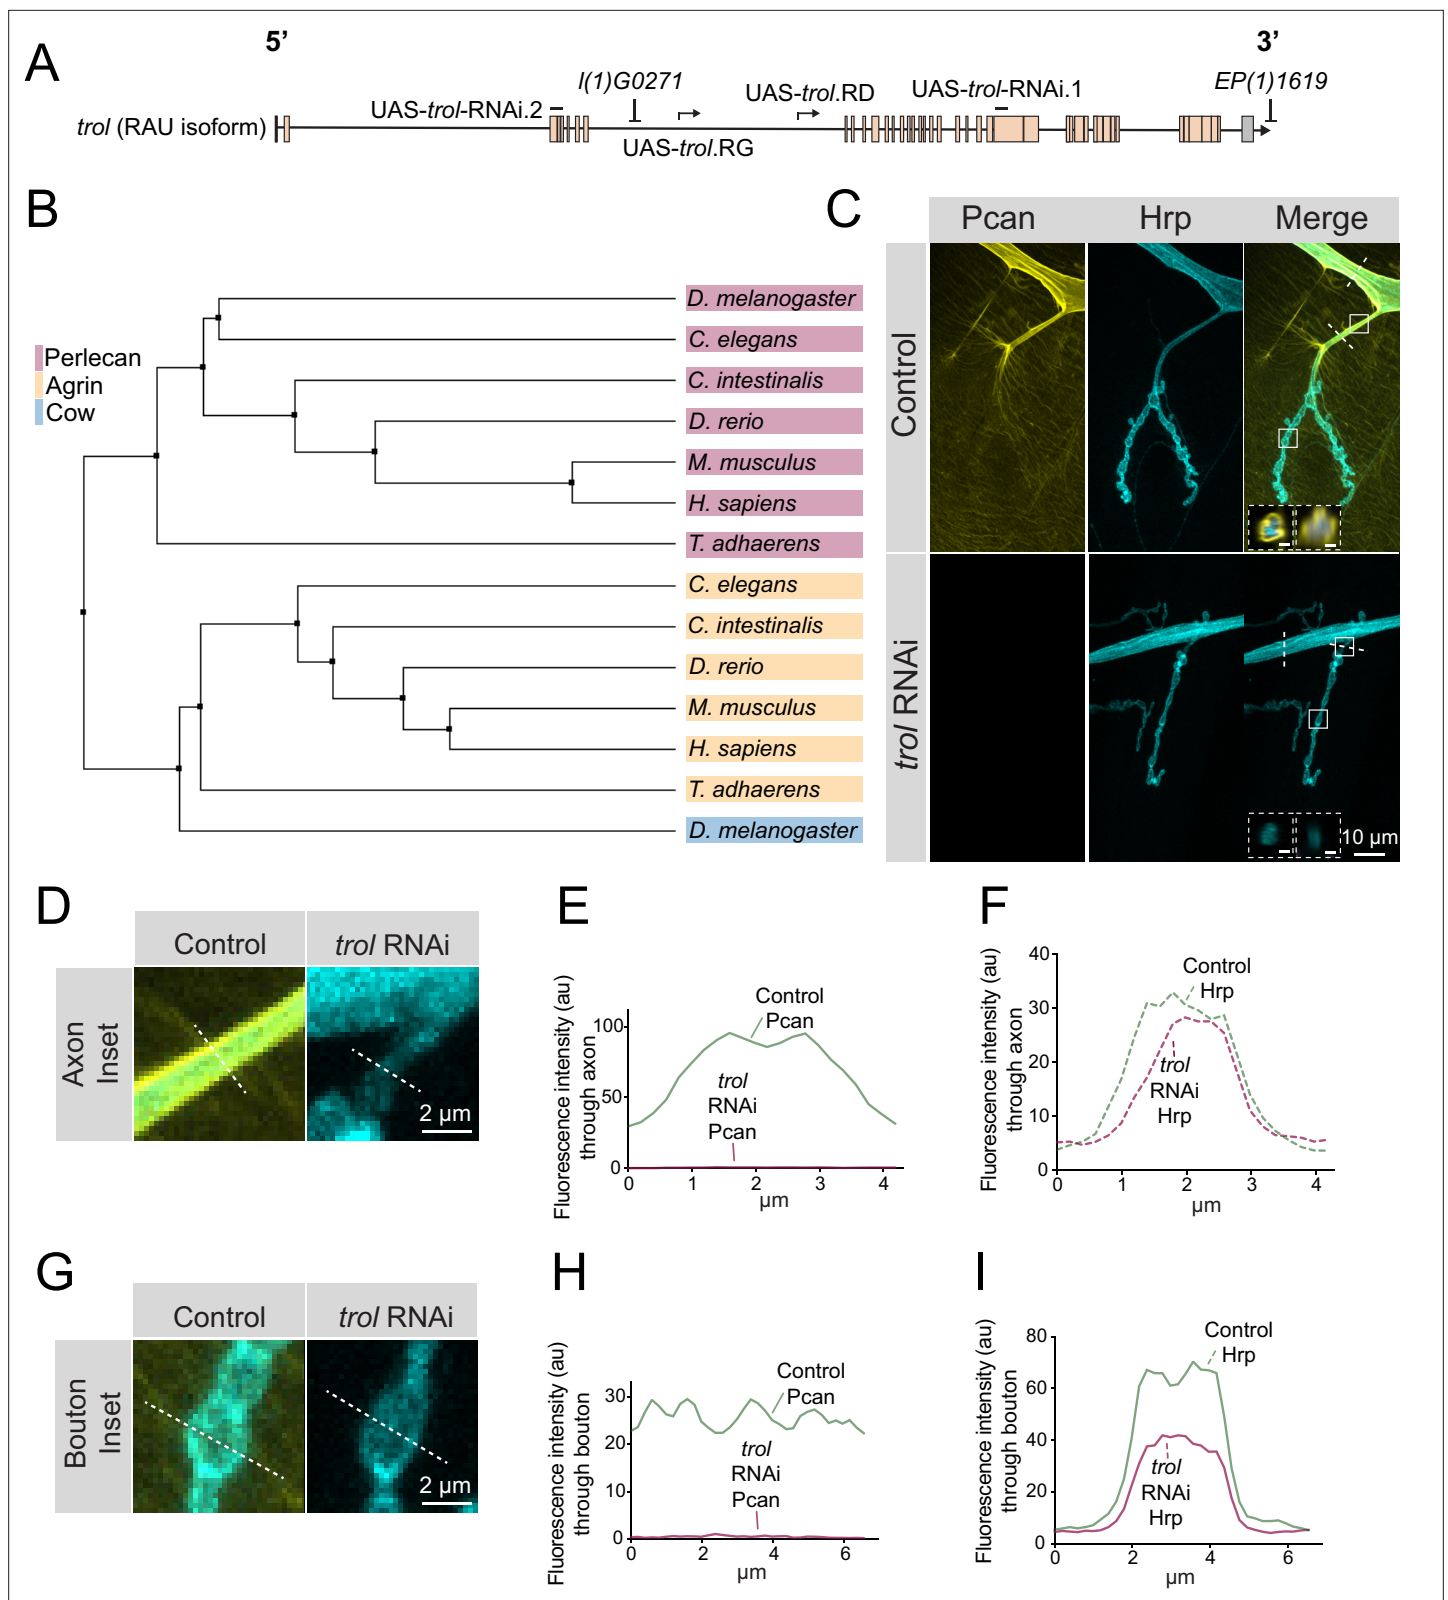 A
5’
3’
l(1)G0271
EP(1)1619
UAS-trol-RNAi.2
UAS-trol.RD
UAS-trol-RNAi.1
trol (RAU isoform)
UAS-trol.RG
B
Perlecan
Agrin
Cow
D. melanogaster
C. elegans
C. intestinalis
D. rerio
M. musculus
H. sapiens
T. adhaerens
C. elegans
C. intestinalis
D. rerio
M. musculus
H. sapiens
T. adhaerens
D. melanogaster
C
Pcan
Hrp
Merge
Control
trol RNAi
10 µm
D
Control
trol RNAi
Axon
Inset
2 µm
E
Fluorescence intensity (au)
through axon
100
50
0
Control
Pcan
trol
RNAi
Pcan
0 1 2 3 4
µm
F
Fluorescence intensity (au)
through axon
40
30
20
10
0
Control
Hrp
trol
RNAi
Hrp
0 1 2 3 4
µm
G
Control
trol RNAi
Bouton
Inset
2 µm
H
Fluorescence intensity (au)
through bouton
30
20
10
0
Control
Pcan
trol
RNAi
Pcan
0 2 4 6
µm
I
Fluorescence intensity (au)
through bouton
80
60
40
20
0
Control
Hrp
trol
RNAi
Hrp
0 2 4 6
µm